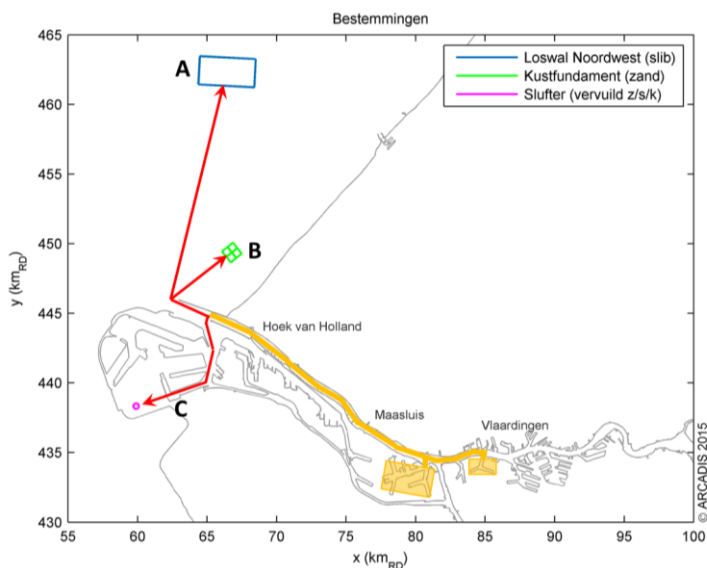 Bestemmingen
Loswal Noordwest (slib)
Kustfundament (zand)
Slufter (vervuild z/s/k)
A
B
C
Hoek van Holland
Maasluis
Vlaardingen
y (km_RD)
465
460
455
450
445
440
435
430
55 60 65 70 75 80 85 90 95 100
x (km_RD)
© ARCADIS 2015